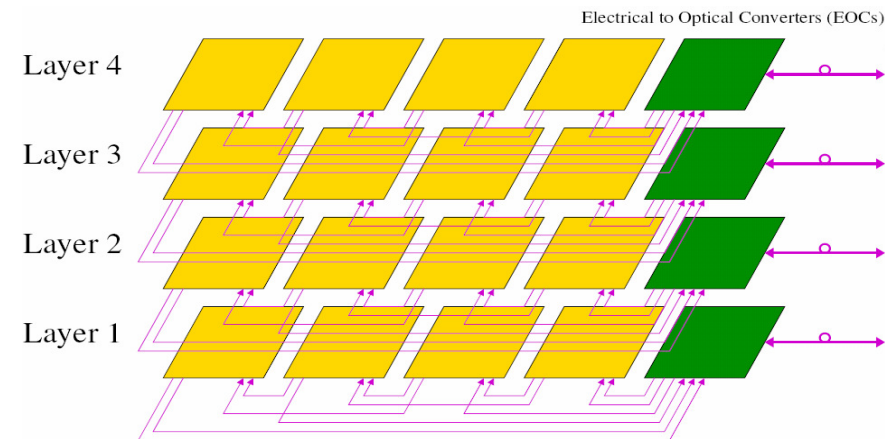 Electrical to Optical Converters (EOCs)
Layer 4
Layer 3
Layer 2
Layer 1